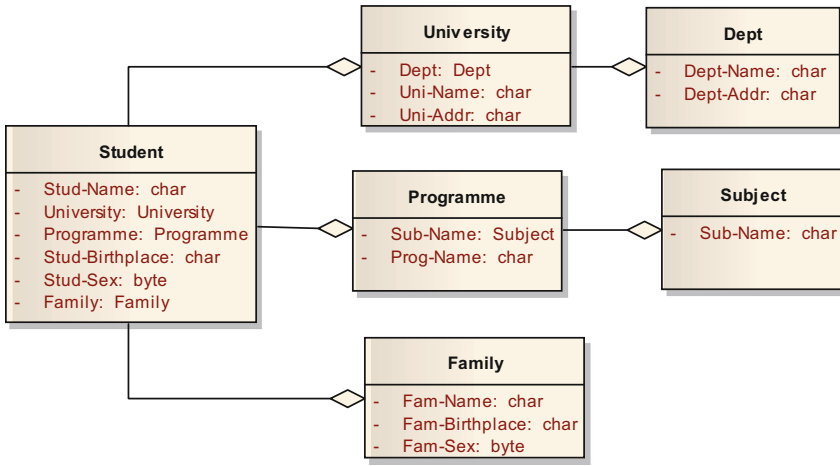 University
- Dept: Dept
- Uni-Name: char
- Uni-Addr: char
Dept
- Dept-Name: char
- Dept-Addr: char
Student
- Stud-Name: char
- University: University
- Programme: Programme
- Stud-Birthplace: char
- Stud-Sex: byte
- Family: Family
Programme
- Sub-Name: Subject
- Prog-Name: char
Subject
- Sub-Name: char
Family
- Fam-Name: char
- Fam-Birthplace: char
- Fam-Sex: byte